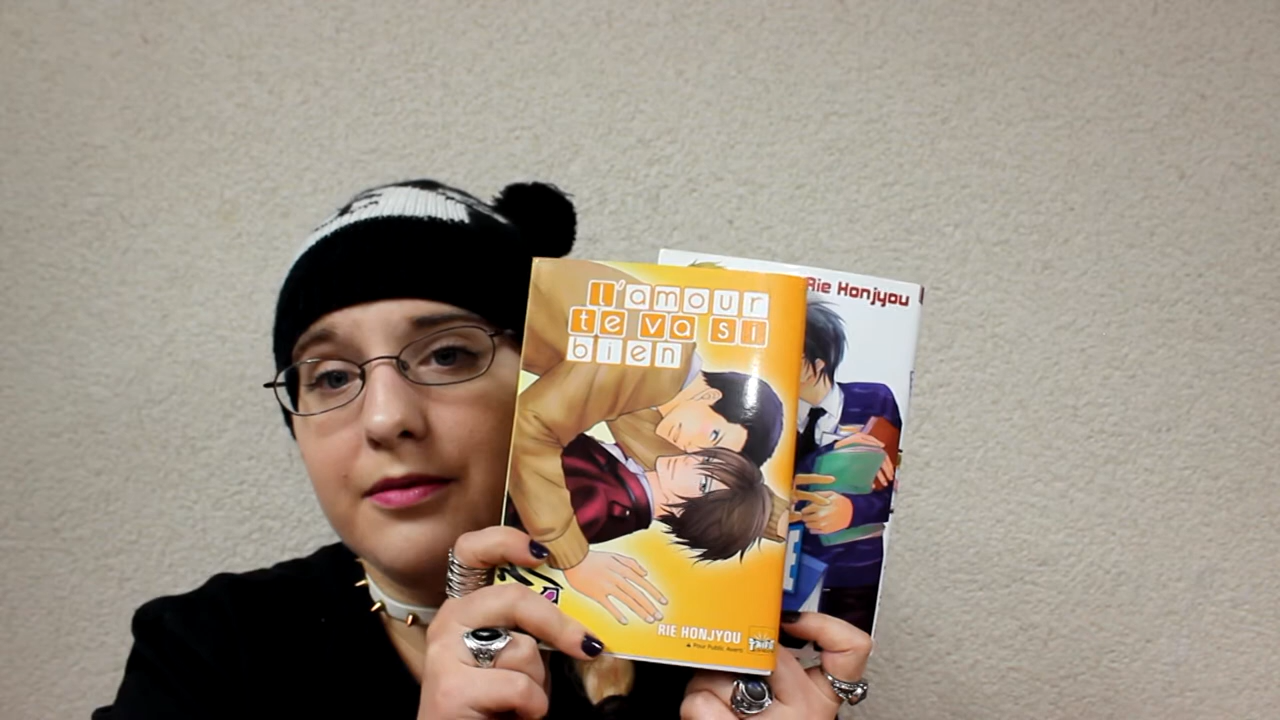 l'amour
te va si
bien
RIE HONJYOU
Pour Public Averti
Rie Honjyou